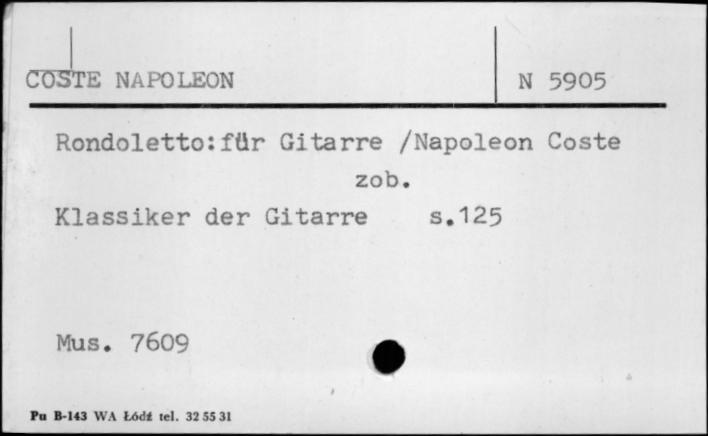 COSTE NAPOLEON N 5905
Rondoletto:für Gitarre /Napoleon Coste
zob.
Klassiker der Gitarre s.125
Mus. 7609
Pu B-143 WA Łódź tel. 32 55 31